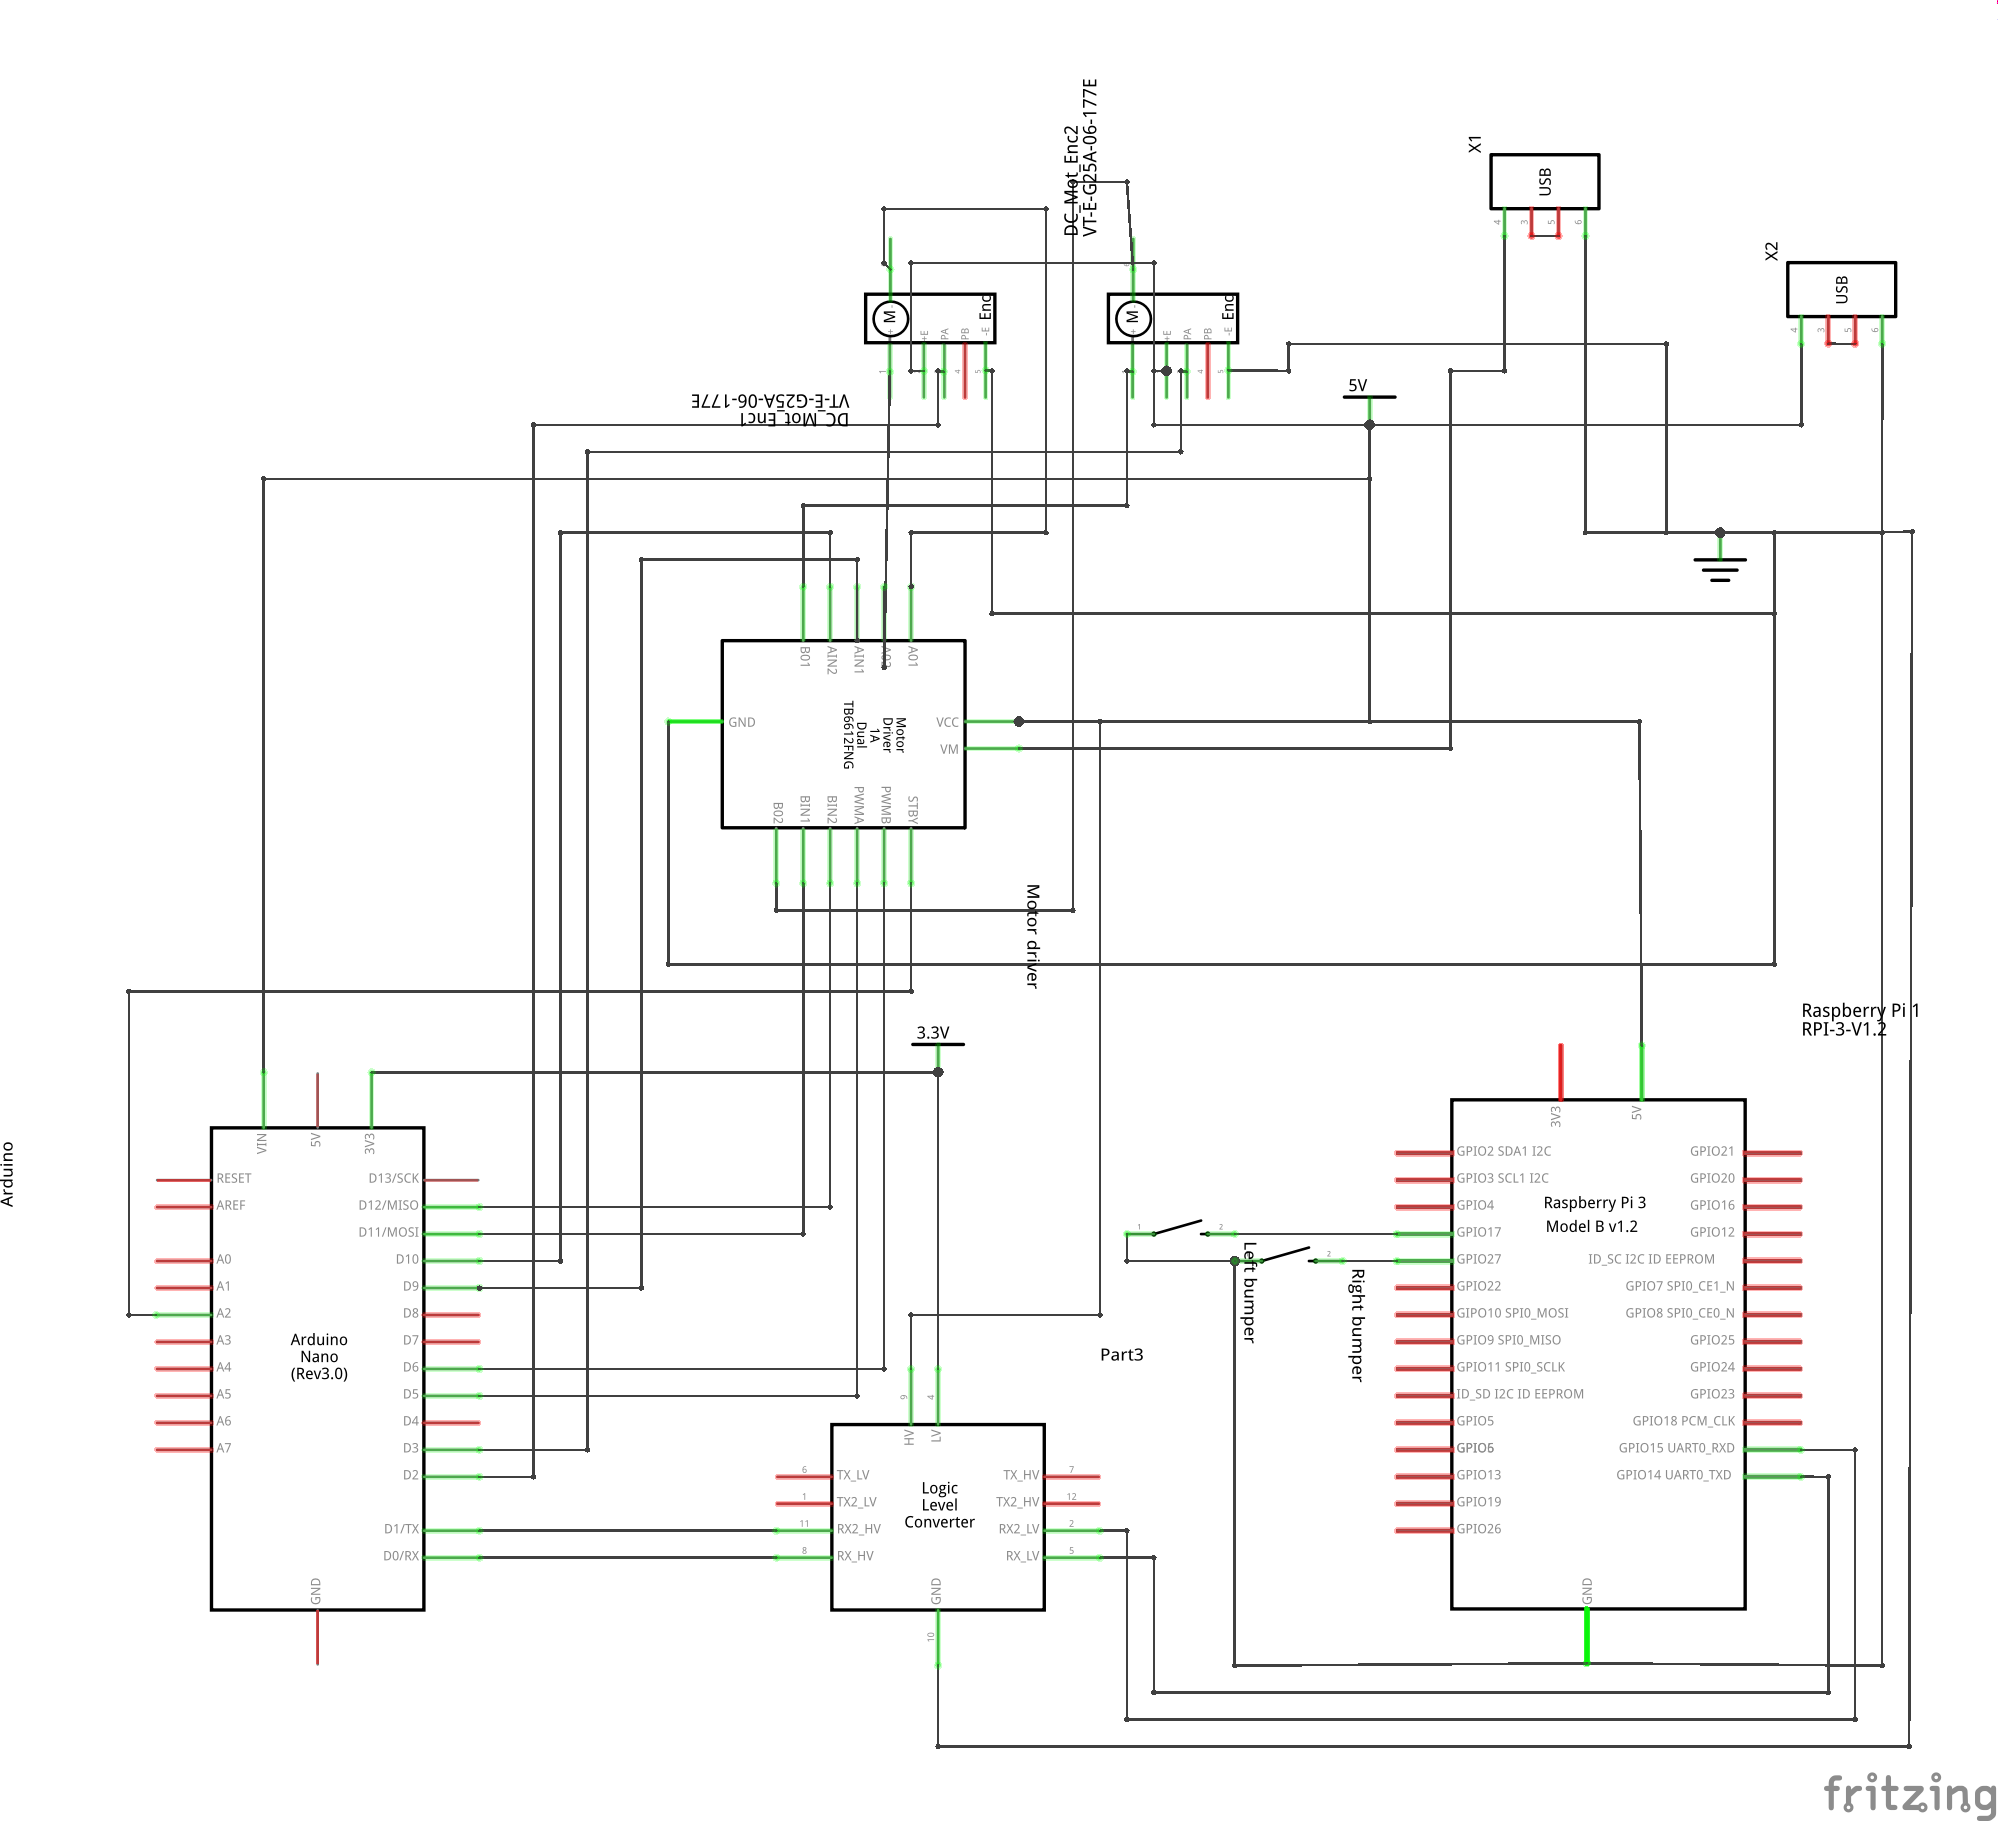 DC_Mot_Enc2
VT-E-G25A-06-177E
X1
USB
4
3
5
6
X2
USB
4
3
5
6
M
+
Enc
+E
PA
PB
-E
1
4
5
M
+
Enc
+E
PA
PB
-E
4
5
DC_Mot_Enc1
VT-E-G25A-06-177E
5V
B01
AIN2
AIN1
A02
A01
GND
VCC
VM
Motor
Driver
1A
Dual
TB6612FNG
B02
BIN1
BIN2
PWMA
PWMB
STBY
Motor driver
3.3V
Arduino
VIN
5V
3V3
RESET
AREF
A0
A1
A2
A3
A4
A5
A6
A7
D13/SCK
D12/MISO
D11/MOSI
D10
D9
D8
D7
D6
D5
D4
D3
D2
D1/TX
D0/RX
GND
Arduino
Nano
(Rev3.0)
1
2
Left bumper
2
Right bumper
Part3
9
4
HV
LV
6
TX_LV
1
TX2_LV
11
RX2_HV
8
RX_HV
TX_HV
7
TX2_HV
12
RX2_LV
2
RX_LV
5
GND
10
Logic
Level
Converter
Raspberry Pi 1
RPI-3-V1.2
3V3
5V
Raspberry Pi 3
Model B v1.2
GPIO2 SDA1 I2C
GPIO3 SCL1 I2C
GPIO4
GPIO17
GPIO27
GPIO22
GIPO10 SPI0_MOSI
GPIO9 SPI0_MISO
GPIO11 SPI0_SCLK
ID_SD I2C ID EEPROM
GPIO5
GPIO6
GPIO13
GPIO19
GPIO26
GPIO21
GPIO20
GPIO16
GPIO12
ID_SC I2C ID EEPROM
GPIO7 SPI0_CE1_N
GPIO8 SPI0_CE0_N
GPIO25
GPIO24
GPIO23
GPIO18 PCM_CLK
GPIO15 UART0_RXD
GPIO14 UART0_TXD
GND
fritzing